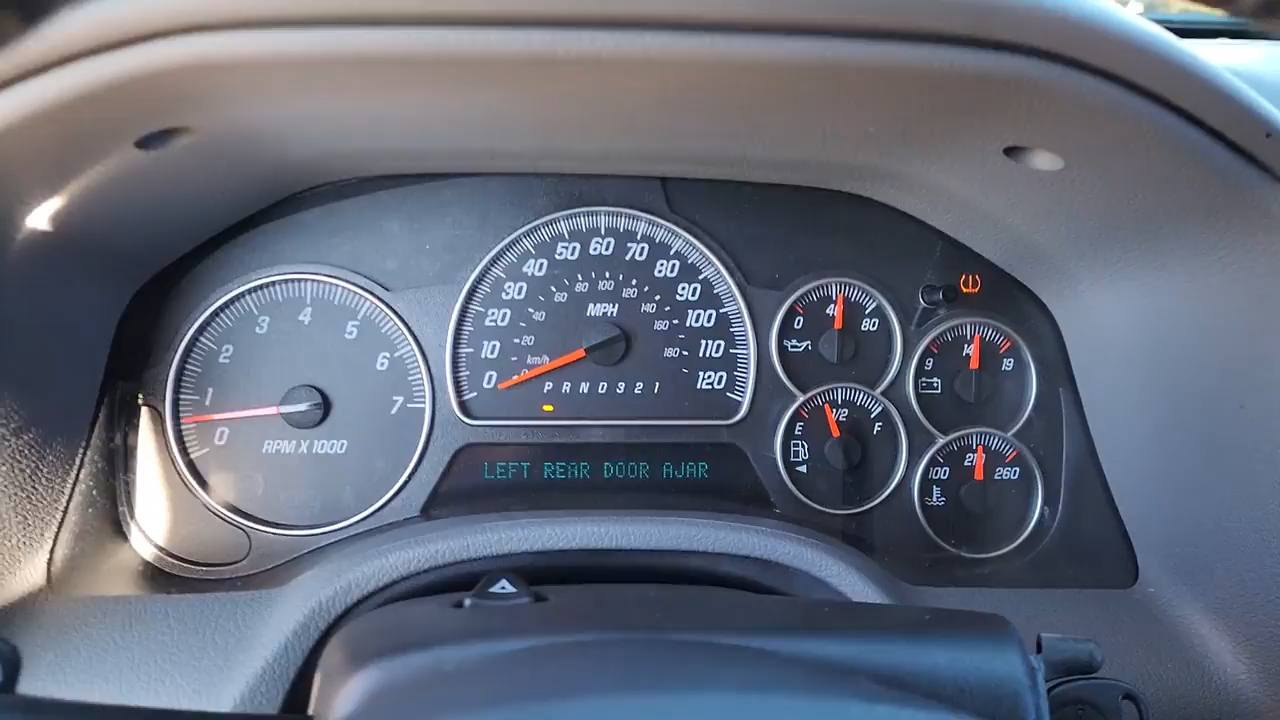 0 1 2 3 4 5 6 7
RPM X 1000
0 10 20 30 40 50 60 70 80 90 100 110 120
MPH
20 40 60 80 100 120 140 160 180
km/h
P R N D 3 2 1
LEFT REAR DOOR AJAR
0 40 80
E 1/2 F
9 14 19
100 210 260